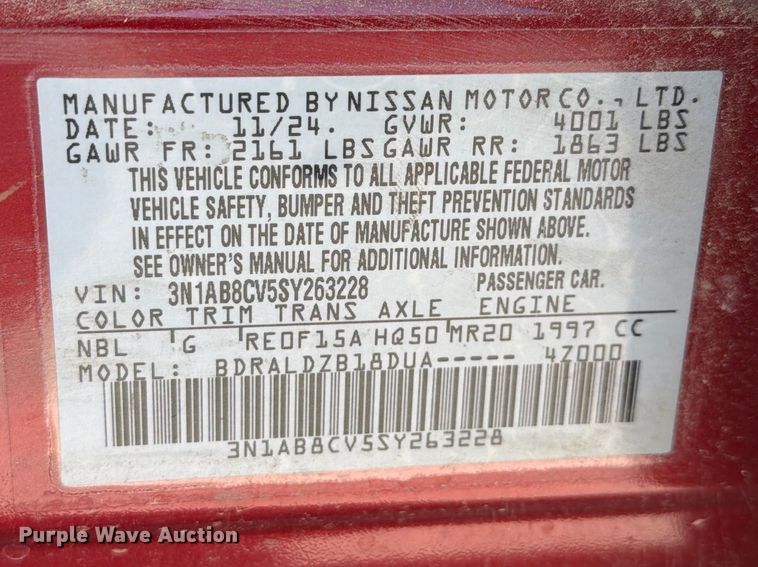 MANUFACTURED BY NISSAN MOTOR CO., LTD.
DATE: 11/24. GVWR: 4001 LBS
GAWR FR: 2161 LBS GAWR RR: 1863 LBS
THIS VEHICLE CONFORMS TO ALL APPLICABLE FEDERAL MOTOR
VEHICLE SAFETY, BUMPER AND THEFT PREVENTION STANDARDS
IN EFFECT ON THE DATE OF MANUFACTURE SHOWN ABOVE.
SEE OWNER'S MANUAL FOR ADDITIONAL INFORMATION.
VIN: 3N1AB8CV5SY263228 PASSENGER CAR.
COLOR TRIM TRANS AXLE ENGINE
NBL G RE0F15A HQ50 MR20 1997 CC
MODEL: BDRALDZB18DUA----- 4Z000
3N1AB8CV5SY263228
Purple Wave Auction